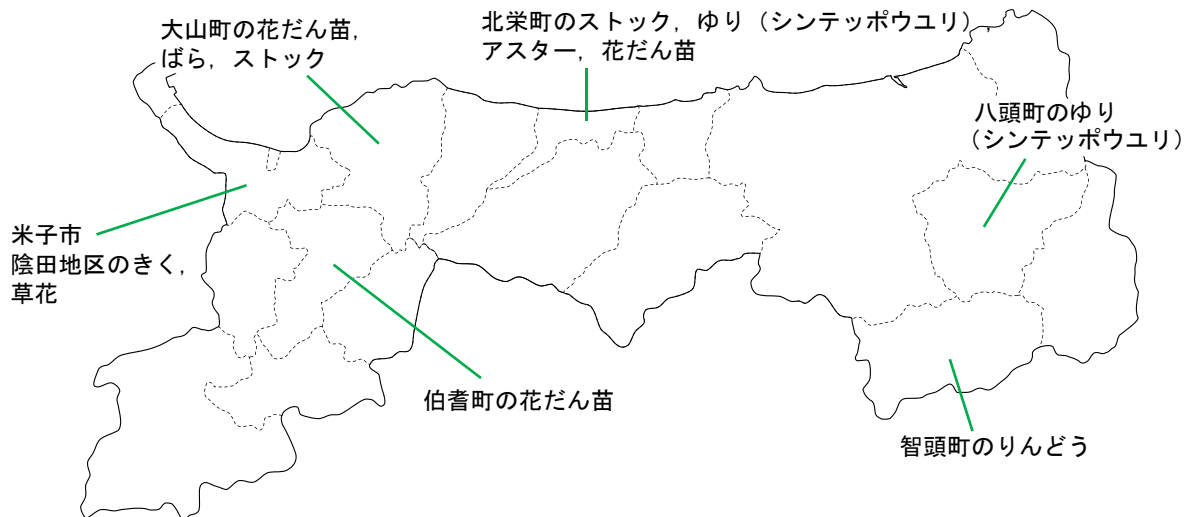 大山町の花だん苗,
ばら, ストック
北栄町のストック, ゆり（シンテッポウユリ）
アスター, 花だん苗
八頭町のゆり
（シンテッポウユリ）
米子市
陰田地区のきく,
草花
伯耆町の花だん苗
智頭町のりんどう